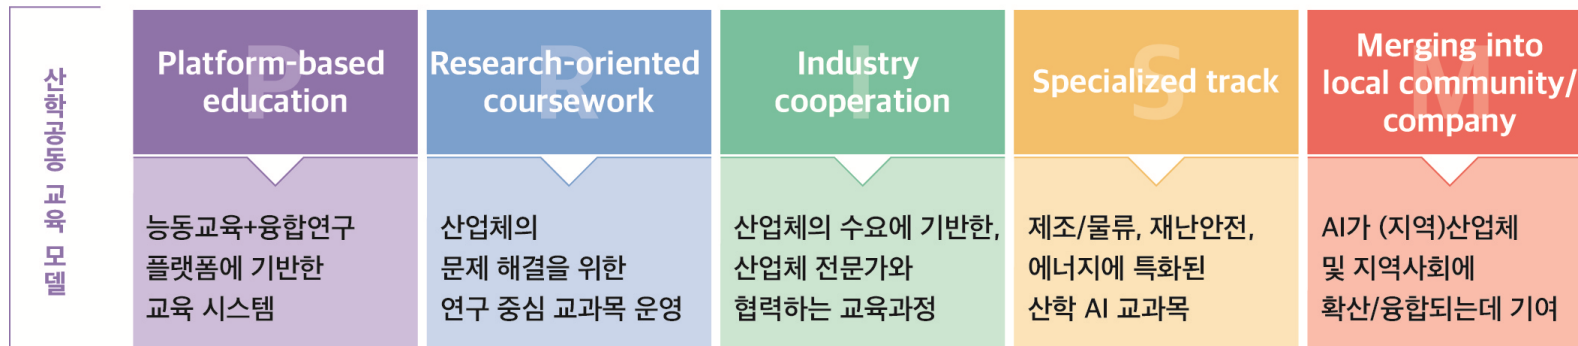 산학공동 교육 모델
P
Platform-based
education
능동교육+융합연구
플랫폼에 기반한
교육 시스템
R
Research-oriented
coursework
산업체의
문제 해결을 위한
연구 중심 교과목 운영
I
Industry
cooperation
산업체의 수요에 기반한,
산업체 전문가와
협력하는 교육과정
S
Specialized track
제조/물류, 재난안전,
에너지에 특화된
산학 AI 교과목
M
Merging into
local community/
company
AI가 (지역)산업체
및 지역사회에
확산/융합되는데 기여